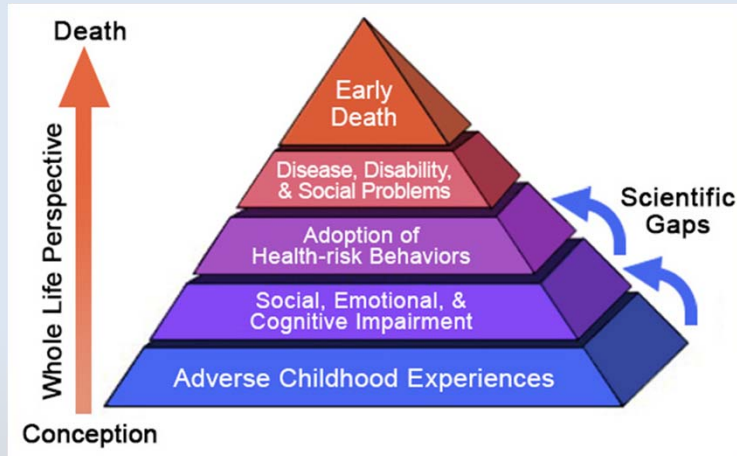 Death
Early
Death
Disease, Disability,
& Social Problems
Scientific
Gaps
Adoption of
Health-risk Behaviors
Social, Emotional, &
Cognitive Impairment
Adverse Childhood Experiences
Whole Life Perspective
Conception